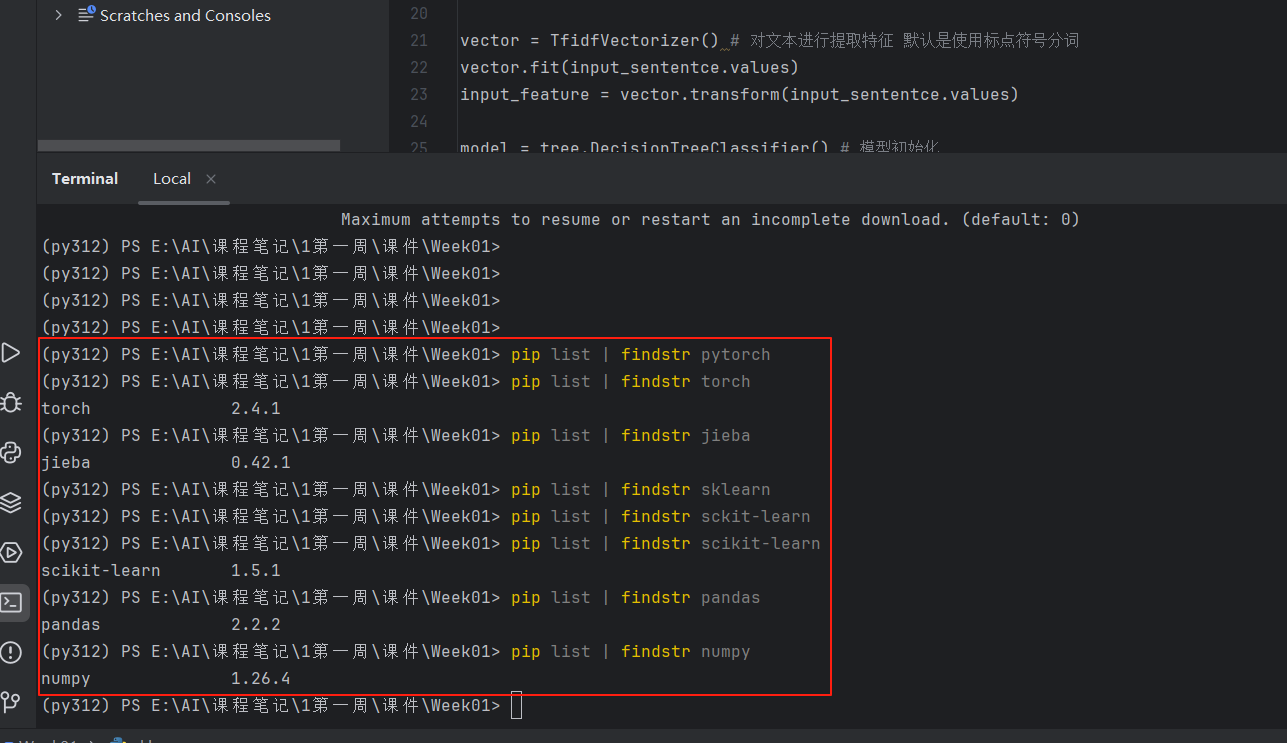 Scratches and Consoles
20
21 vector = TfidfVectorizer() # 对文本进行提取特征 默认是使用标点符号分词
22 vector.fit(input_sententce.values)
23 input_feature = vector.transform(input_sententce.values)
24
25 model = tree.DecisionTreeClassifier() # 模型初始化
Terminal Local
Maximum attempts to resume or restart an incomplete download. (default: 0)
(py312) PS E:\AI\课程笔记\1第一周\课件\Week01>
(py312) PS E:\AI\课程笔记\1第一周\课件\Week01>
(py312) PS E:\AI\课程笔记\1第一周\课件\Week01>
(py312) PS E:\AI\课程笔记\1第一周\课件\Week01>
(py312) PS E:\AI\课程笔记\1第一周\课件\Week01> pip list | findstr pytorch
(py312) PS E:\AI\课程笔记\1第一周\课件\Week01> pip list | findstr torch
torch 2.4.1
(py312) PS E:\AI\课程笔记\1第一周\课件\Week01> pip list | findstr jieba
jieba 0.42.1
(py312) PS E:\AI\课程笔记\1第一周\课件\Week01> pip list | findstr sklearn
(py312) PS E:\AI\课程笔记\1第一周\课件\Week01> pip list | findstr sckit-learn
(py312) PS E:\AI\课程笔记\1第一周\课件\Week01> pip list | findstr scikit-learn
scikit-learn 1.5.1
(py312) PS E:\AI\课程笔记\1第一周\课件\Week01> pip list | findstr pandas
pandas 2.2.2
(py312) PS E:\AI\课程笔记\1第一周\课件\Week01> pip list | findstr numpy
numpy 1.26.4
(py312) PS E:\AI\课程笔记\1第一周\课件\Week01>